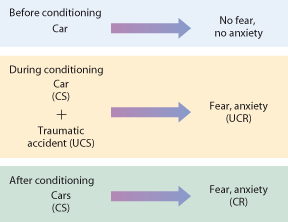 Before conditioning
Car
No fear,
no anxiety
During conditioning
Car
(CS)
+
Traumatic
accident (UCS)
Fear, anxiety
(UCR)
After conditioning
Cars
(CS)
Fear, anxiety
(CR)